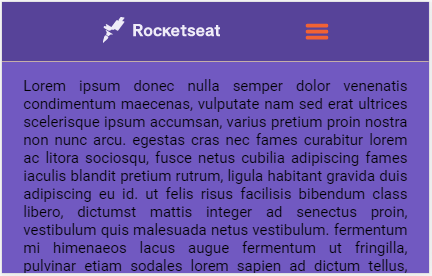 Rocketseat
Lorem ipsum donec nulla semper dolor venenatis
condimentum maecenas, vulputate nam sed erat ultrices
scelerisque ipsum accumsan, varius pretium proin nostra
non nunc arcu. egestas cras nec fames curabitur lorem
ac litora sociosqu, fusce netus cubilia adipiscing fames
iaculis blandit pretium rutrum, ligula habitant gravida duis
adipiscing eu id. ut felis risus facilisis bibendum class
libero, dictumst mattis integer ad senectus proin,
vestibulum quis malesuada netus vestibulum. fermentum
mi himenaeos lacus augue fermentum ut fringilla,
pulvinar etiam sodales lorem sapien ad dictum tellus,